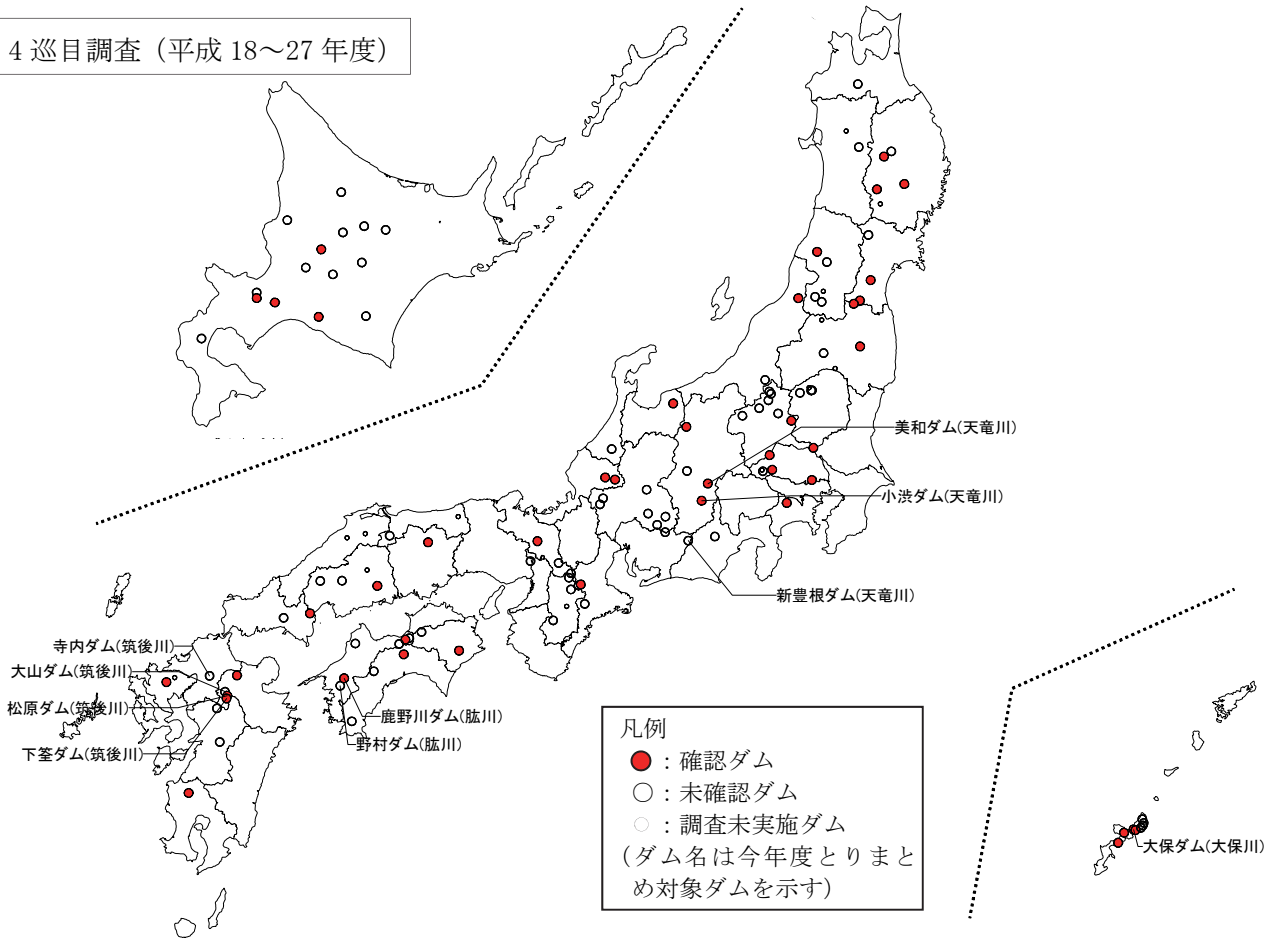 4 巡目調査（平成 18～27 年度）
美和ダム(天竜川)
小渋ダム(天竜川)
新豊根ダム(天竜川)
寺内ダム(筑後川)
大山ダム(筑後川)
松原ダム(筑後川)
下筌ダム(筑後川)
鹿野川ダム(肱川)
野村ダム(肱川)
大保ダム(大保川)
凡例
：確認ダム
：未確認ダム
：調査未実施ダム
(ダム名は今年度とりまと
め対象ダムを示す)